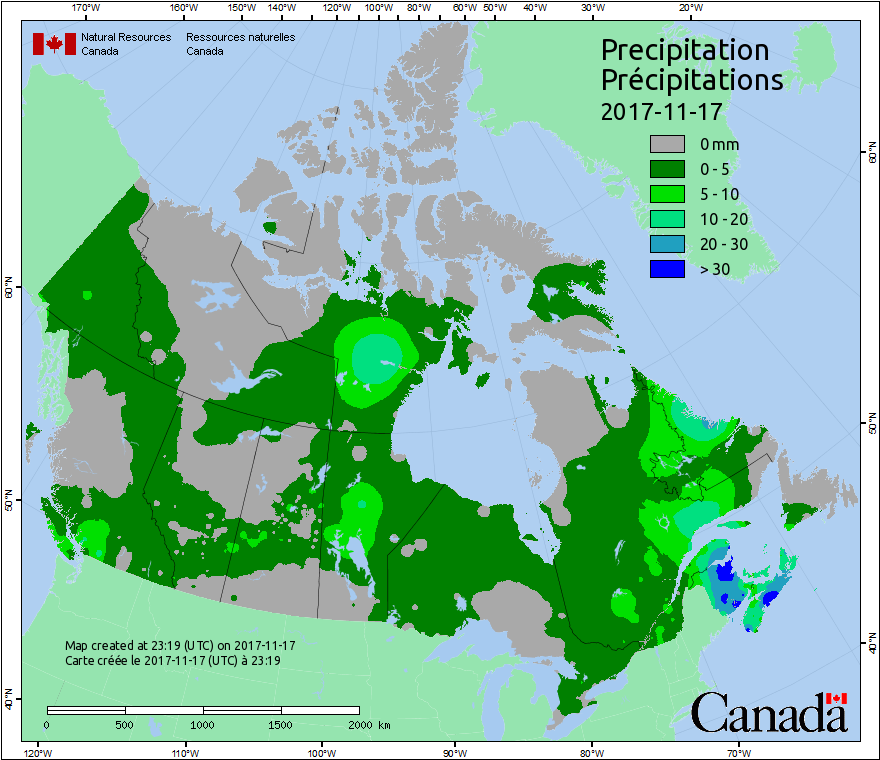 170°W 160°W 150°W 140°W 120°W 100°W 80°W 60°W 50°W 40°W 30°W 20°W
Natural Resources Ressources naturelles
Canada Canada
Precipitation
Précipitations
2017-11-17
0 mm
0 - 5
5 - 10
10 - 20
20 - 30
> 30
60°N
60°N
50°N
50°N
40°N
40°N
Map created at 23:19 (UTC) on 2017-11-17
Carte créée le 2017-11-17 (UTC) à 23:19
0 500 1000 1500 2000 km
Canada
120°W 110°W 100°W 90°W 80°W 70°W